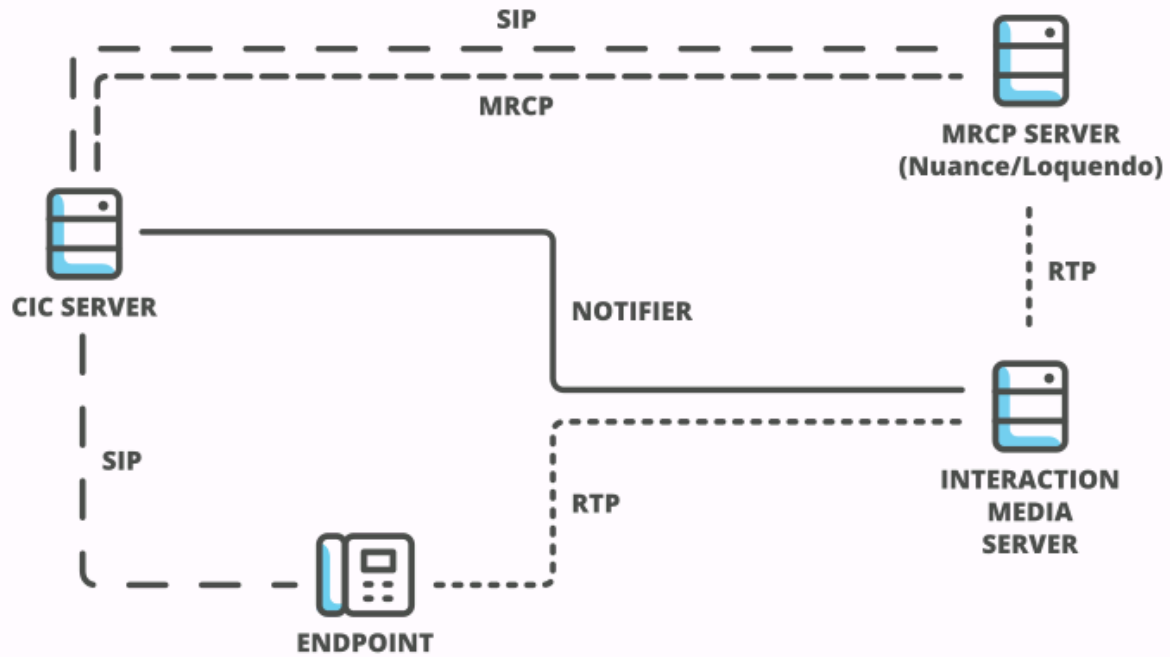 SIP
MRCP
MRCP SERVER
(Nuance/Loquendo)
RTP
CIC SERVER
NOTIFIER
SIP
RTP
INTERACTION
MEDIA
SERVER
ENDPOINT